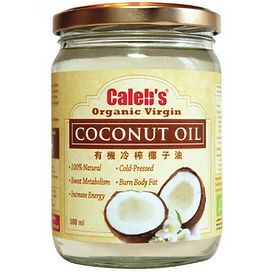 Caleb's
Organic Virgin
COCONUT OIL
有機冷榨椰子油
• 100% Natural • Cold-Pressed
• Boost Metabolism • Burn Body Fat
• Increase Energy
500 ml